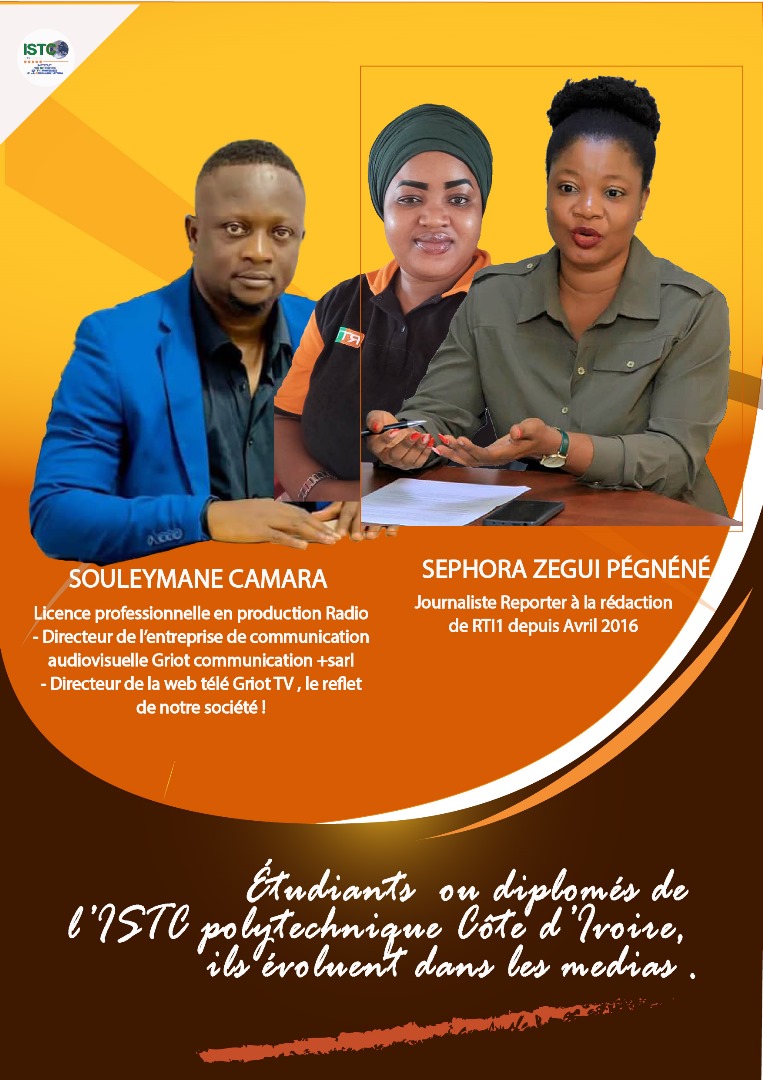 ISTC
SOULEYMANE CAMARA
Licence professionnelle en production Radio
- Directeur de l'entreprise de communication
audiovisuelle Griot communication +sarl
- Directeur de la web télé Griot TV , le reflet
de notre société !
SEPHORA ZEGUI PÉGNÉNÉ
Journaliste Reporter à la rédaction
de RTI1 depuis Avril 2016
Étudiants ou diplomés de
l'ISTC polytechnique Côte d'Ivoire,
ils évoluent dans les medias .